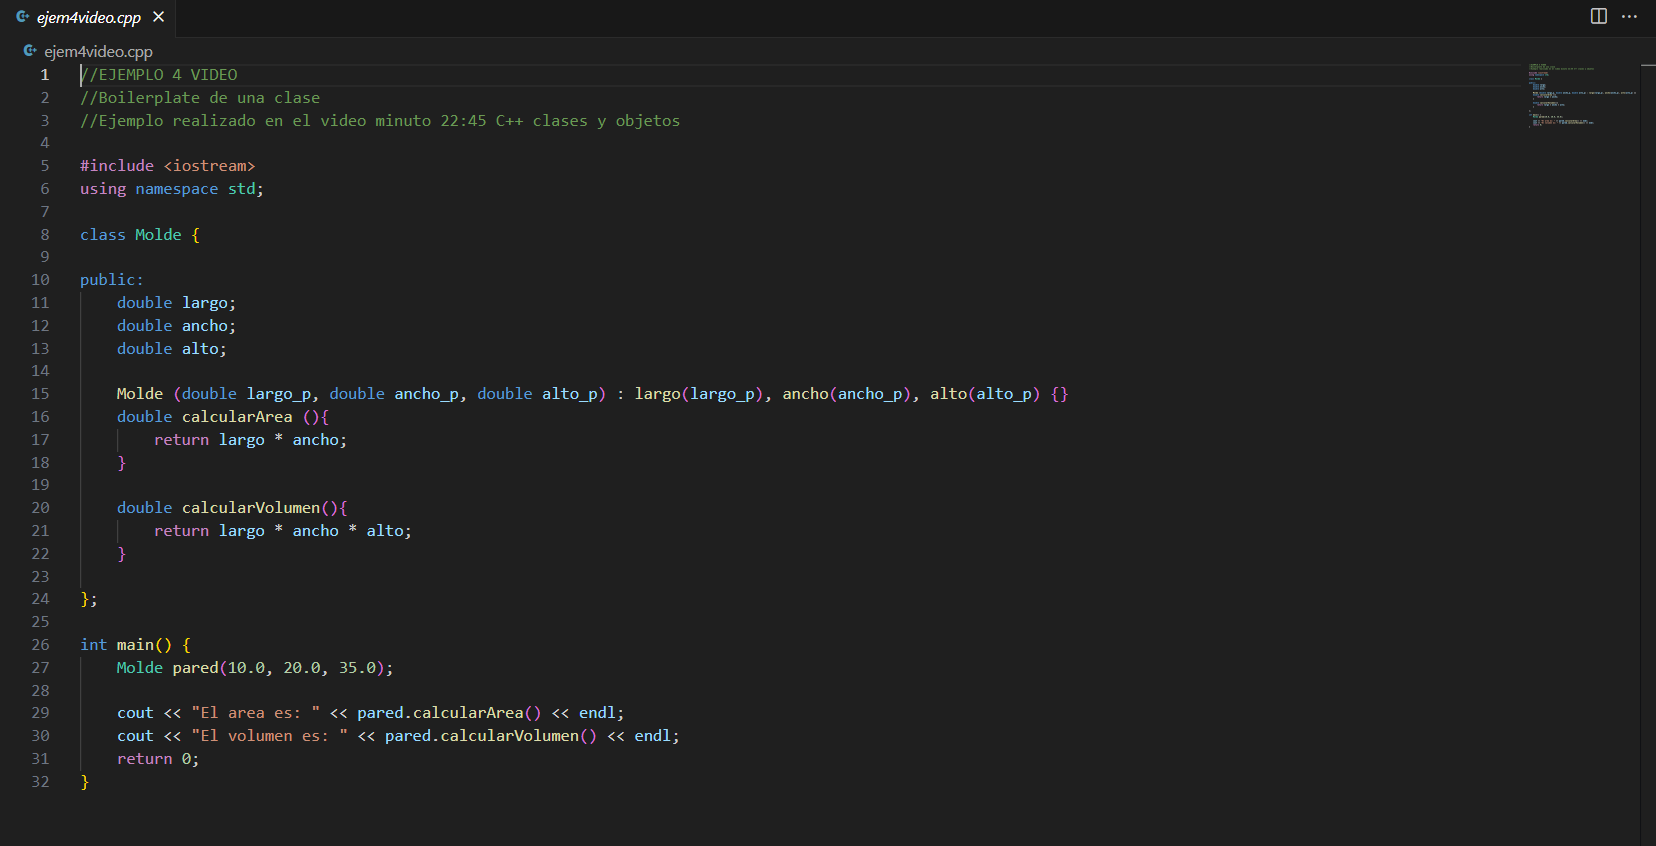 ejem4video.cpp
ejem4video.cpp
1 //EJEMPLO 4 VIDEO
2 //Boilerplate de una clase
3 //Ejemplo realizado en el video minuto 22:45 C++ clases y objetos
4
5 #include <iostream>
6 using namespace std;
7
8 class Molde {
9
10 public:
11     double largo;
12     double ancho;
13     double alto;
14
15     Molde (double largo_p, double ancho_p, double alto_p) : largo(largo_p), ancho(ancho_p), alto(alto_p) {}
16     double calcularArea (){
17         return largo * ancho;
18     }
19
20     double calcularVolumen(){
21         return largo * ancho * alto;
22     }
23
24 };
25
26 int main() {
27     Molde pared(10.0, 20.0, 35.0);
28
29     cout << "El area es: " << pared.calcularArea() << endl;
30     cout << "El volumen es: " << pared.calcularVolumen() << endl;
31     return 0;
32 }